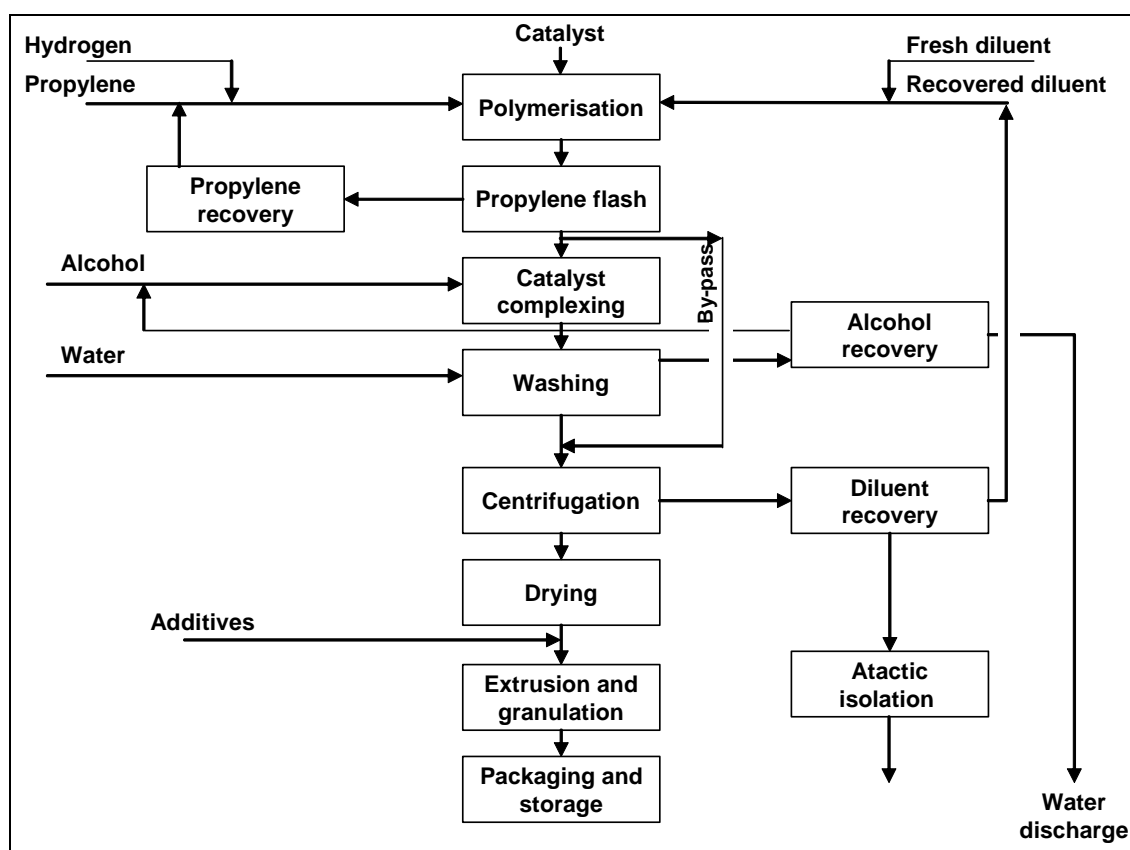 Hydrogen
Catalyst
Fresh diluent
Propylene
Recovered diluent
Polymerisation
Propylene
recovery
Propylene flash
Alcohol
By-pass
Catalyst
complexing
Alcohol
recovery
Water
Washing
Centrifugation
Diluent
recovery
Drying
Additives
Extrusion and
granulation
Atactic
isolation
Packaging and
storage
Water
discharge